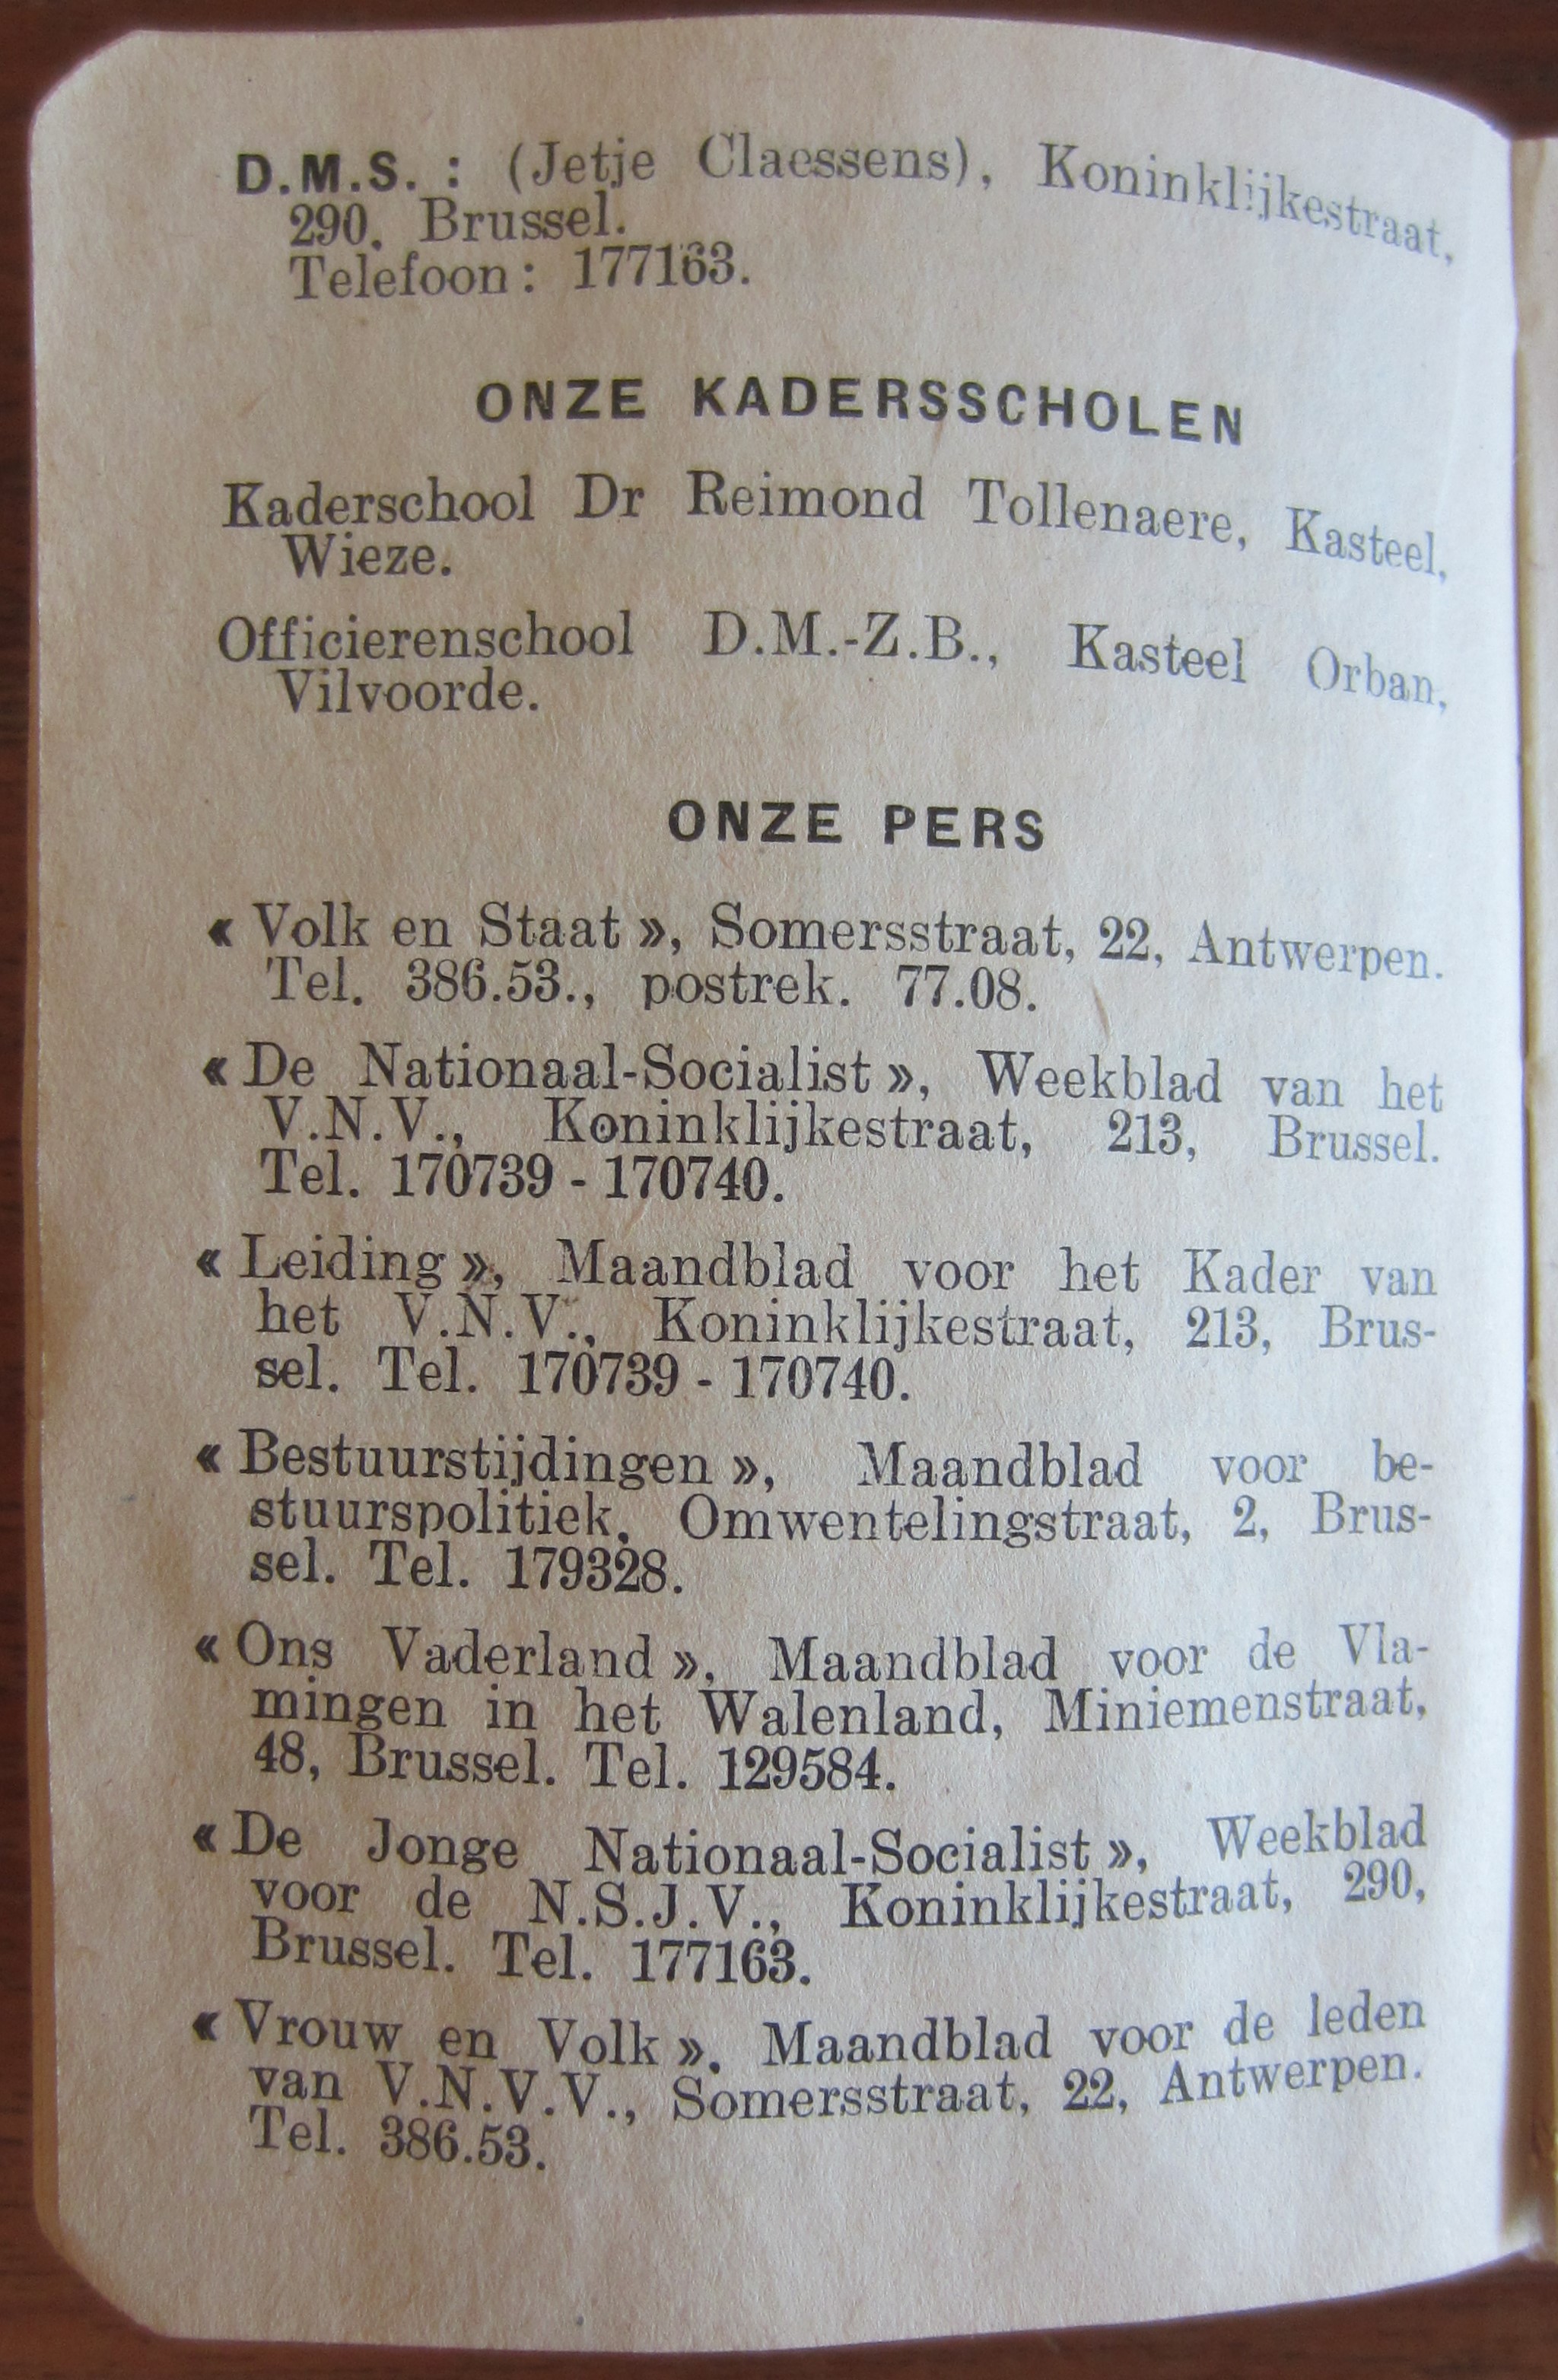 D.M.S. : (Jetje Claessens), Koninklijkestraat,
290, Brussel.
Telefoon : 177163.
ONZE KADERSSCHOLEN
Kaderschool Dr Reimond Tollenaere, Kasteel,
Wieze.
Officierenschool D.M.-Z.B., Kasteel Orban,
Vilvoorde.
ONZE PERS
« Volk en Staat », Somersstraat, 22, Antwerpen.
Tel. 386.53., postrek. 77.08.
« De Nationaal-Socialist », Weekblad van het
V.N.V., Koninklijkestraat, 213, Brussel.
Tel. 170739 - 170740.
« Leiding », Maandblad voor het Kader van
het V.N.V., Koninklijkestraat, 213, Brus-
sel. Tel. 170739 - 170740.
« Bestuurstijdingen », Maandblad voor be-
stuurspolitiek, Omwentelingstraat, 2, Brus-
sel. Tel. 179328.
« Ons Vaderland », Maandblad voor de Vla-
mingen in het Walenland, Miniemenstraat,
48, Brussel. Tel. 129584.
« De Jonge Nationaal-Socialist », Weekblad
voor de N.S.J.V., Koninklijkestraat, 290,
Brussel. Tel. 177163.
« Vrouw en Volk », Maandblad voor de leden
van V.N.V.V., Somersstraat, 22, Antwerpen.
Tel. 386.53.